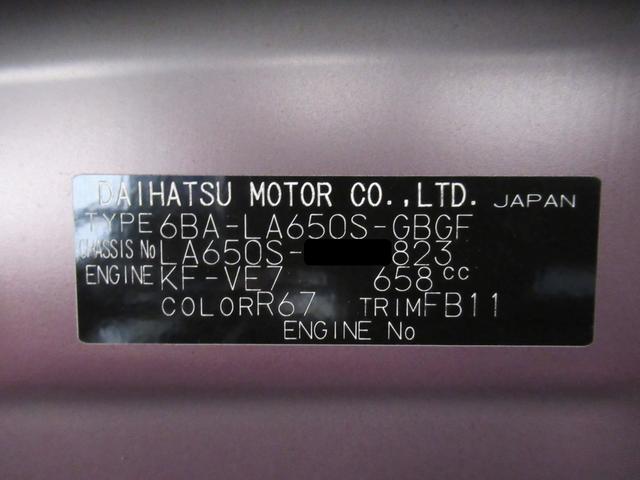 DAIHATSU MOTOR CO.,LTD. JAPAN
TYPE 6BA-LA650S-GBGF
CHASSIS No LA650S- 823
ENGINE KF-VE7 658cc
COLOR R67 TRIM FB11
ENGINE No